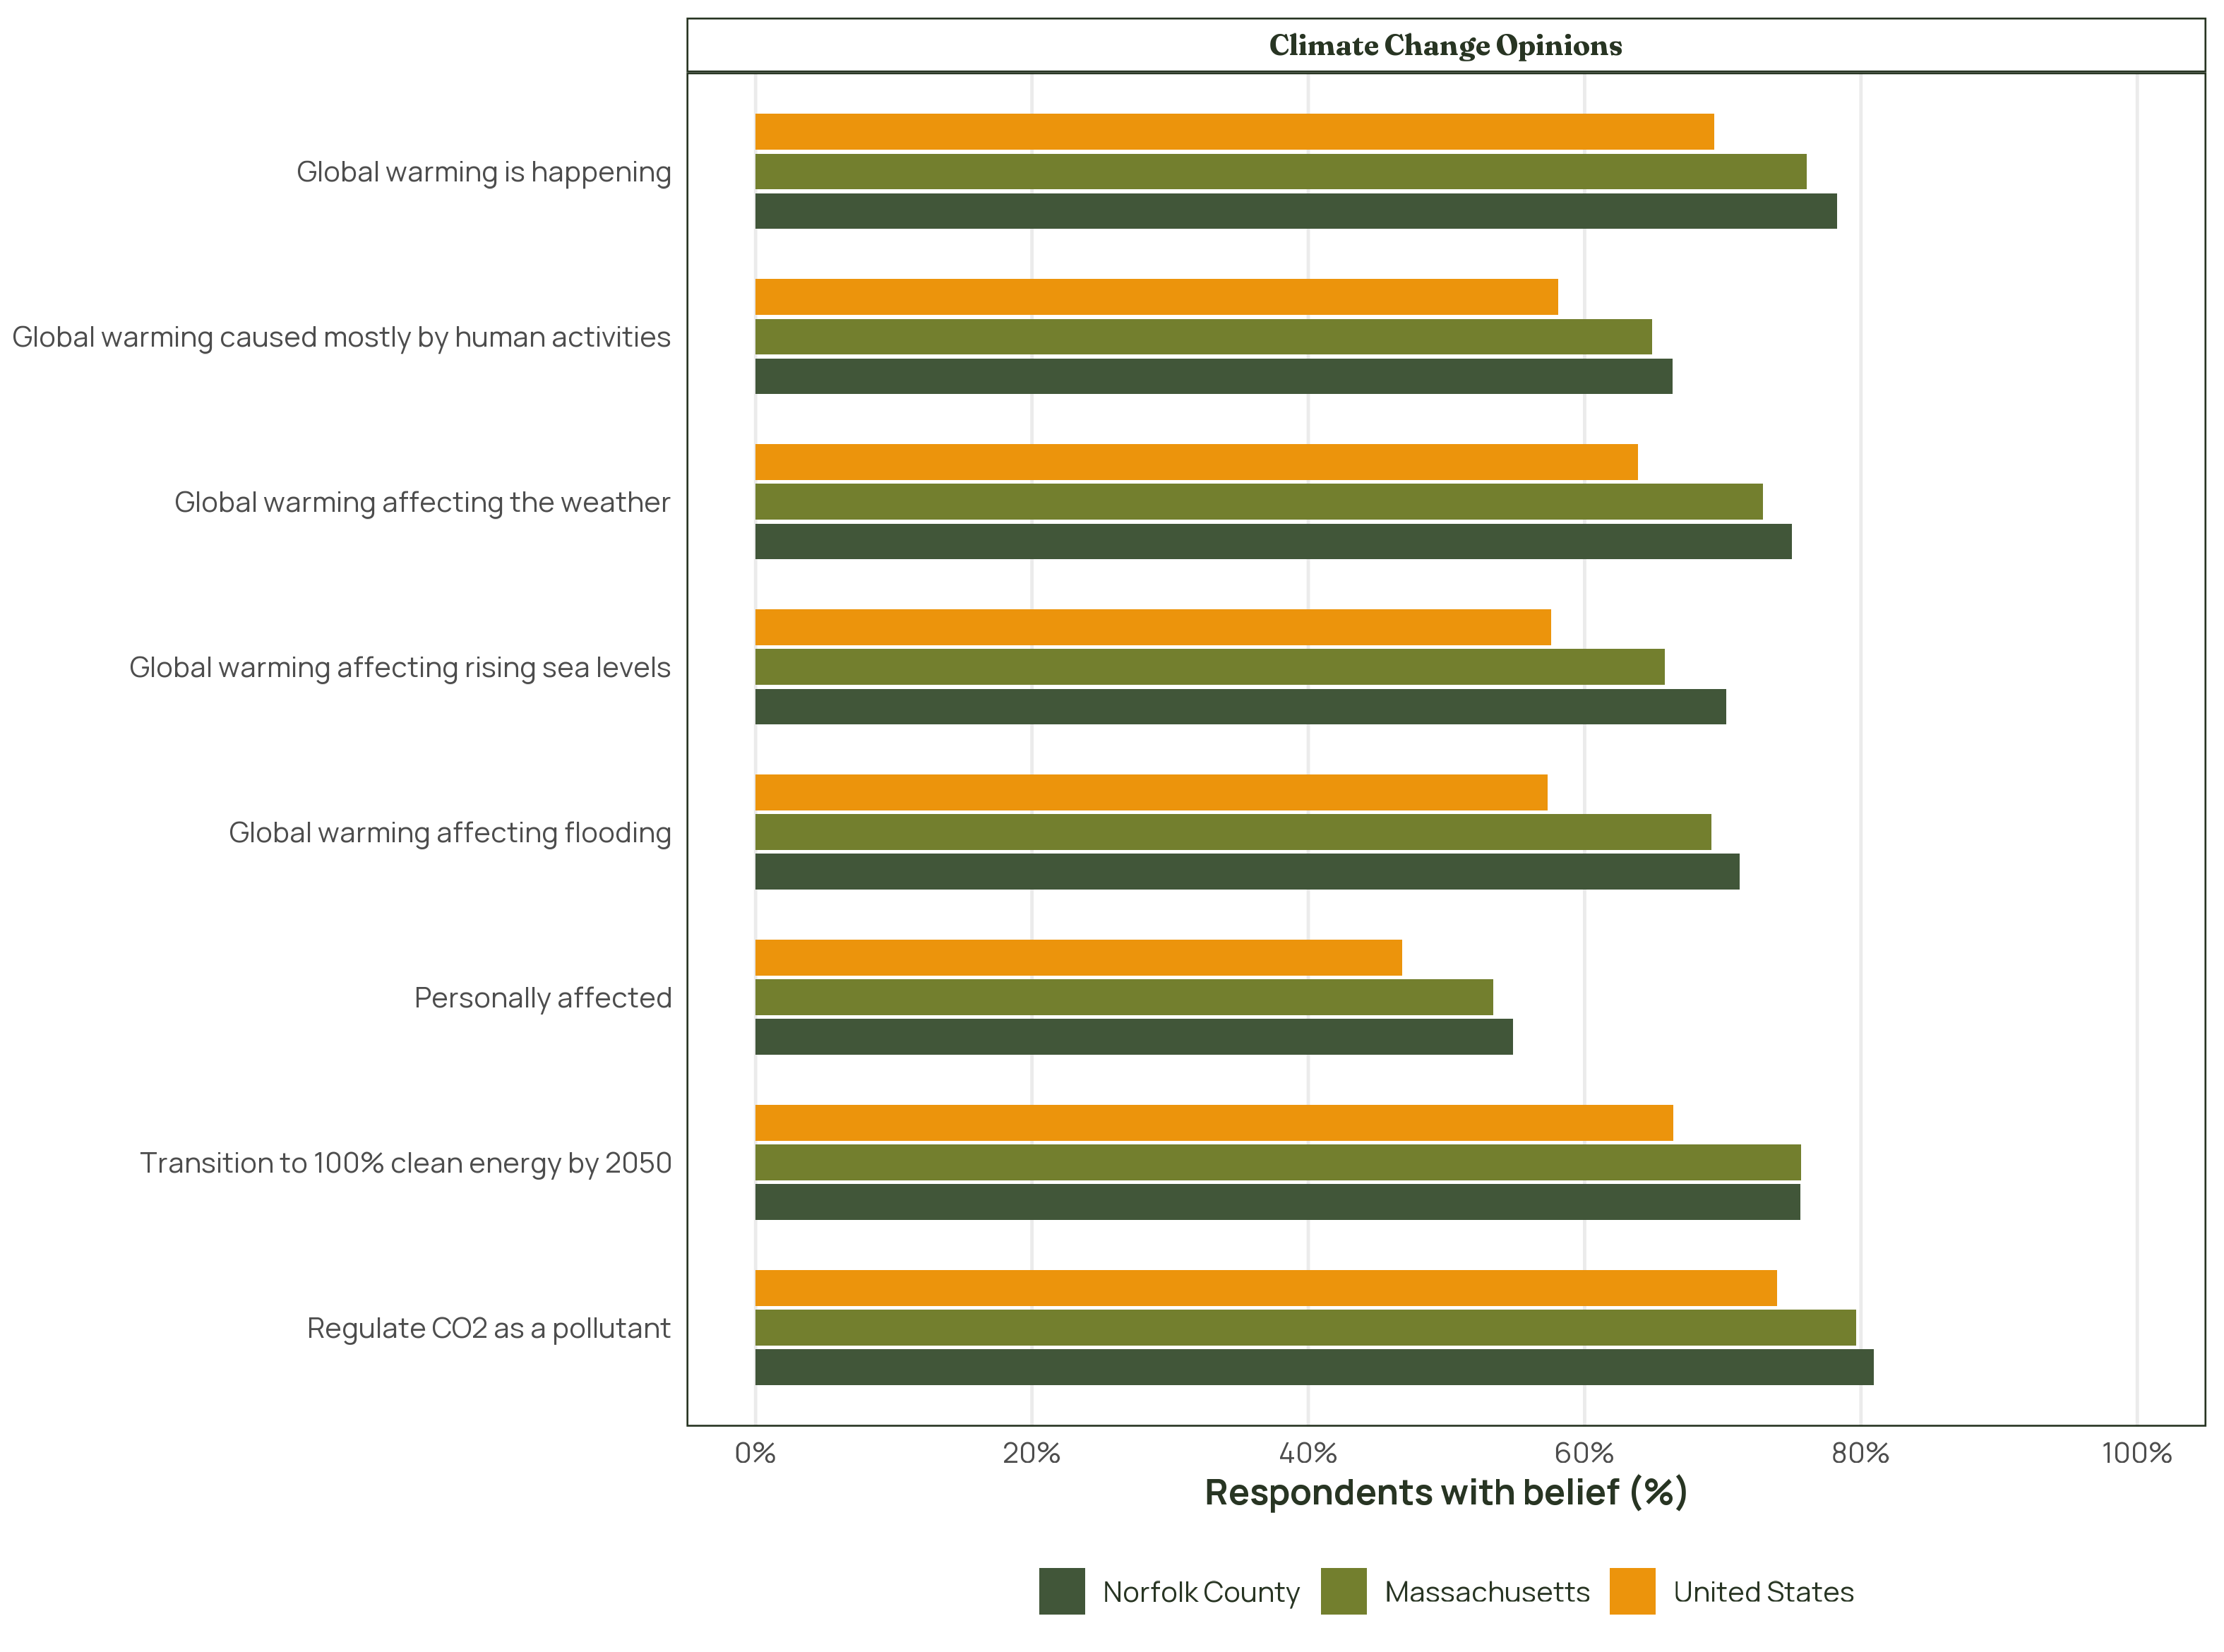 Climate Change Opinions
Global warming is happening
Global warming caused mostly by human activities
Global warming affecting the weather
Global warming affecting rising sea levels
Global warming affecting flooding
Personally affected
Transition to 100% clean energy by 2050
Regulate CO2 as a pollutant
0% 20% 40% 60% 80% 100%
Respondents with belief (%)
Norfolk County Massachusetts United States